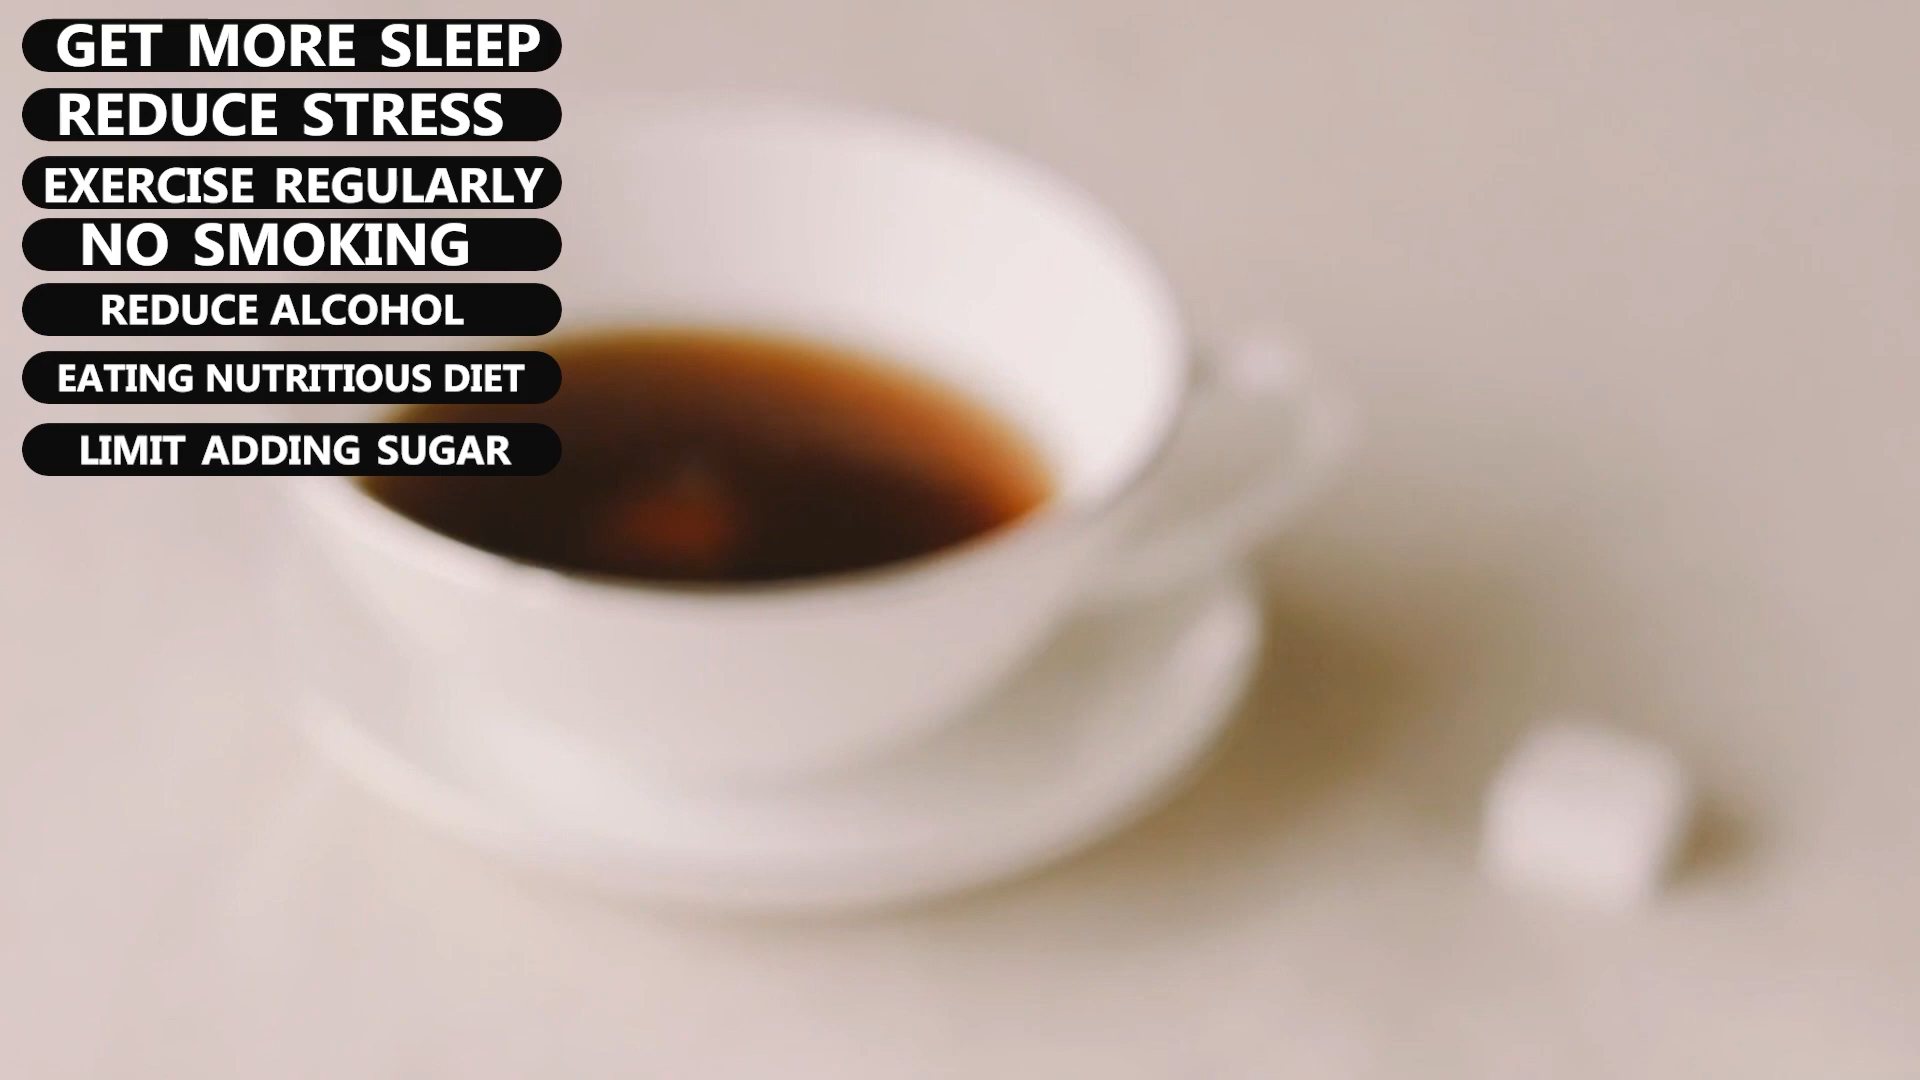 GET MORE SLEEP
REDUCE STRESS
EXERCISE REGULARLY
NO SMOKING
REDUCE ALCOHOL
EATING NUTRITIOUS DIET
LIMIT ADDING SUGAR